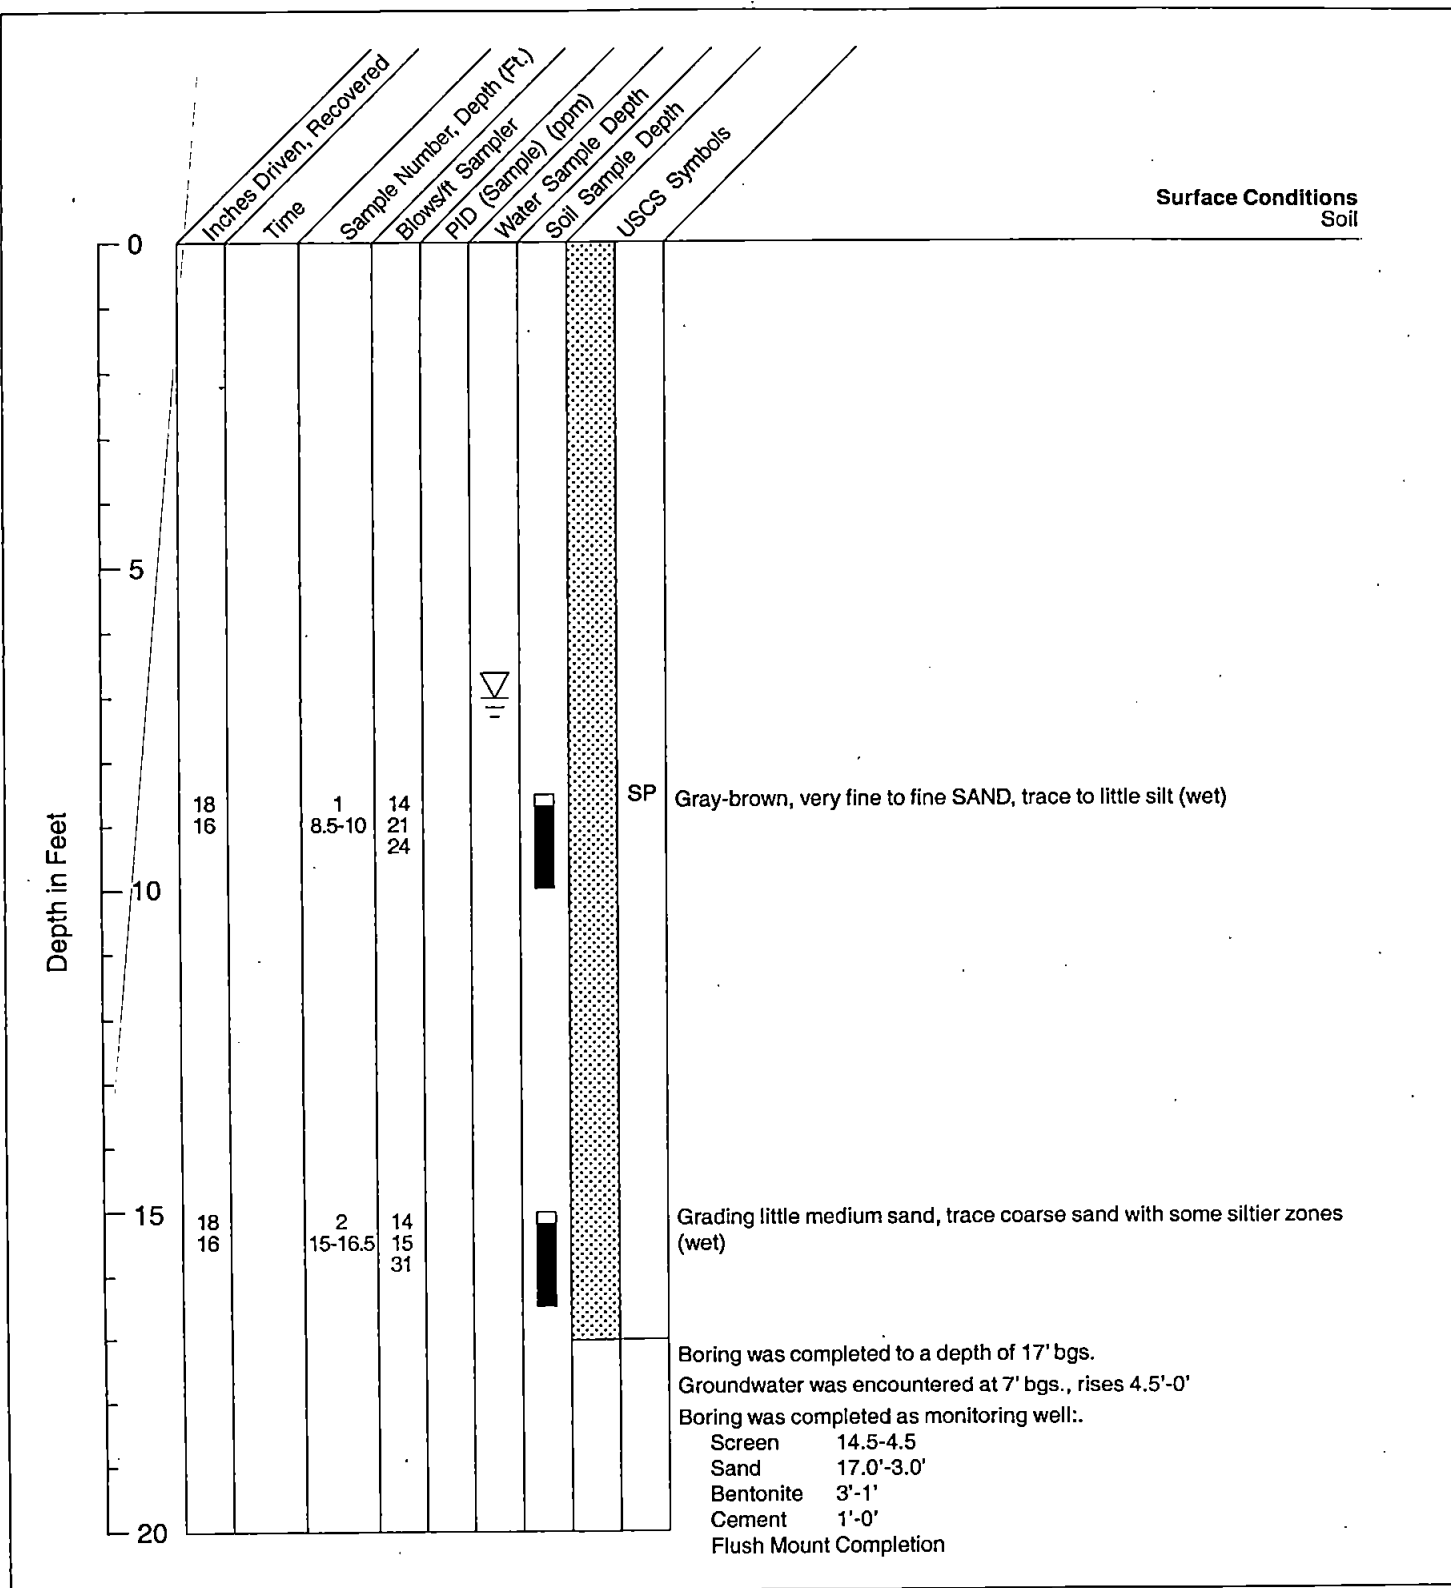 Inches Driven, Recovered
Time
Sample Number, Depth (Ft.)
Blows/ft Sampler
PID (Sample) (ppm)
Water Sample Depth
Soil Sample Depth
USCS Symbols
Surface Conditions
Soil
0
5
10
15
20
Depth in Feet
18 1 14 SP Gray-brown, very fine to fine SAND, trace to little silt (wet)
16 8.5-10 21
24
18 2 14 Grading little medium sand, trace coarse sand with some siltier zones
16 15-16.5 15 (wet)
31
Boring was completed to a depth of 17' bgs.
Groundwater was encountered at 7' bgs., rises 4.5'-0'
Boring was completed as monitoring well:.
Screen 14.5-4.5
Sand 17.0'-3.0'
Bentonite 3'-1'
Cement 1'-0'
Flush Mount Completion